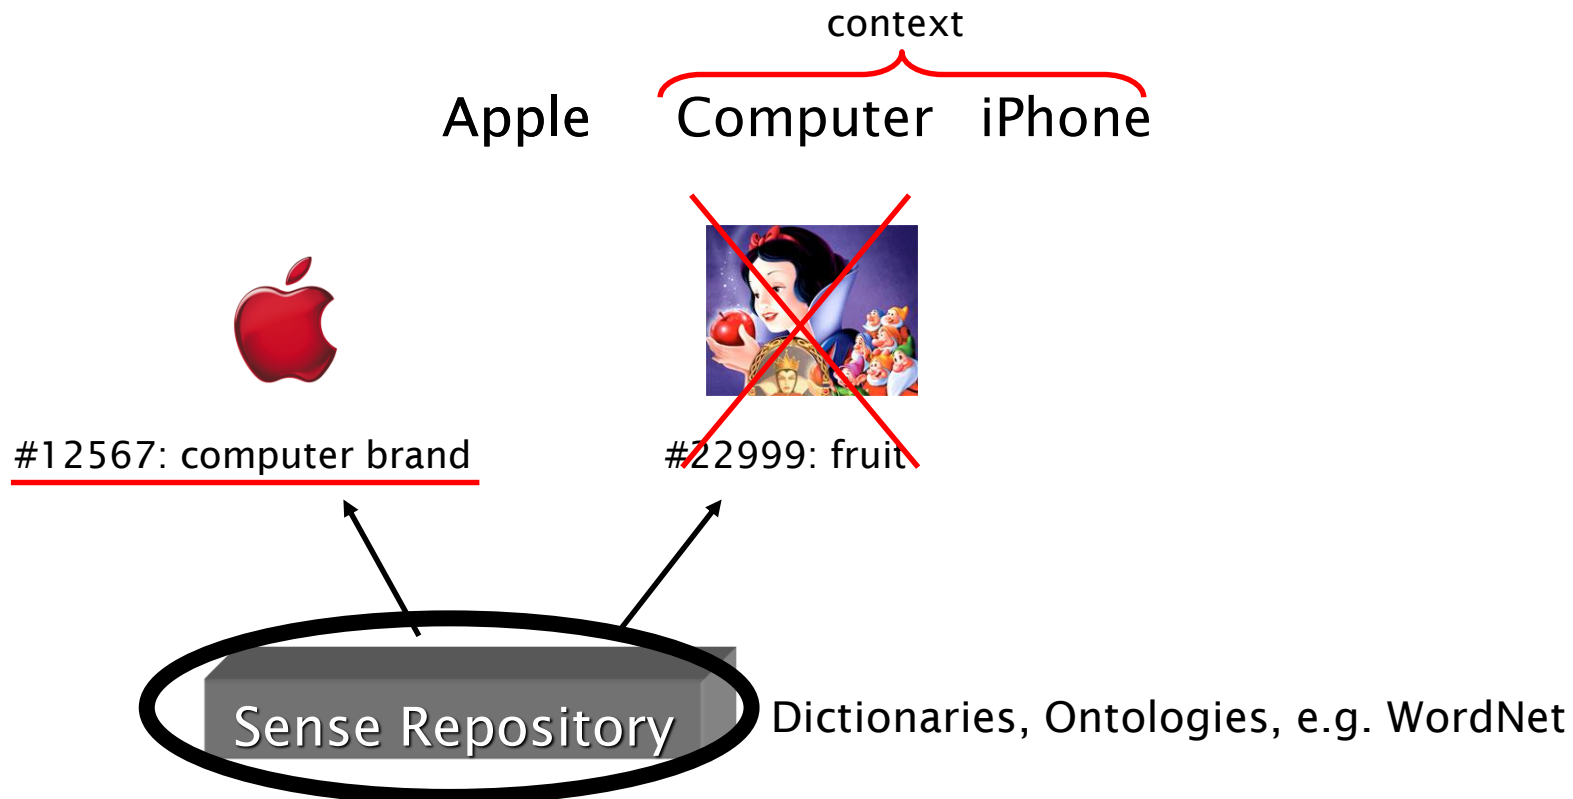 context
Apple Computer iPhone
#12567: computer brand
#22999: fruit
Sense Repository
Dictionaries, Ontologies, e.g. WordNet